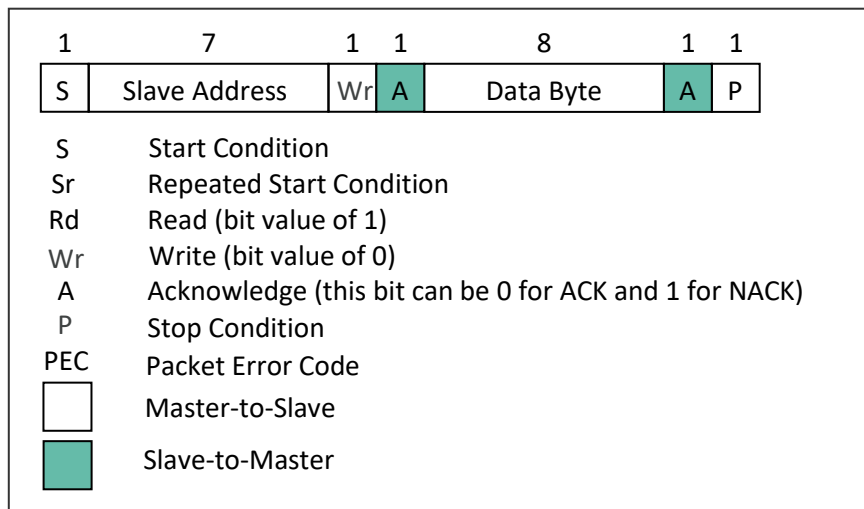 1 7 1 1 8 1 1
S Slave Address Wr A Data Byte A P
S Start Condition
Sr Repeated Start Condition
Rd Read (bit value of 1)
Wr Write (bit value of 0)
A Acknowledge (this bit can be 0 for ACK and 1 for NACK)
P Stop Condition
PEC Packet Error Code
Master-to-Slave
Slave-to-Master